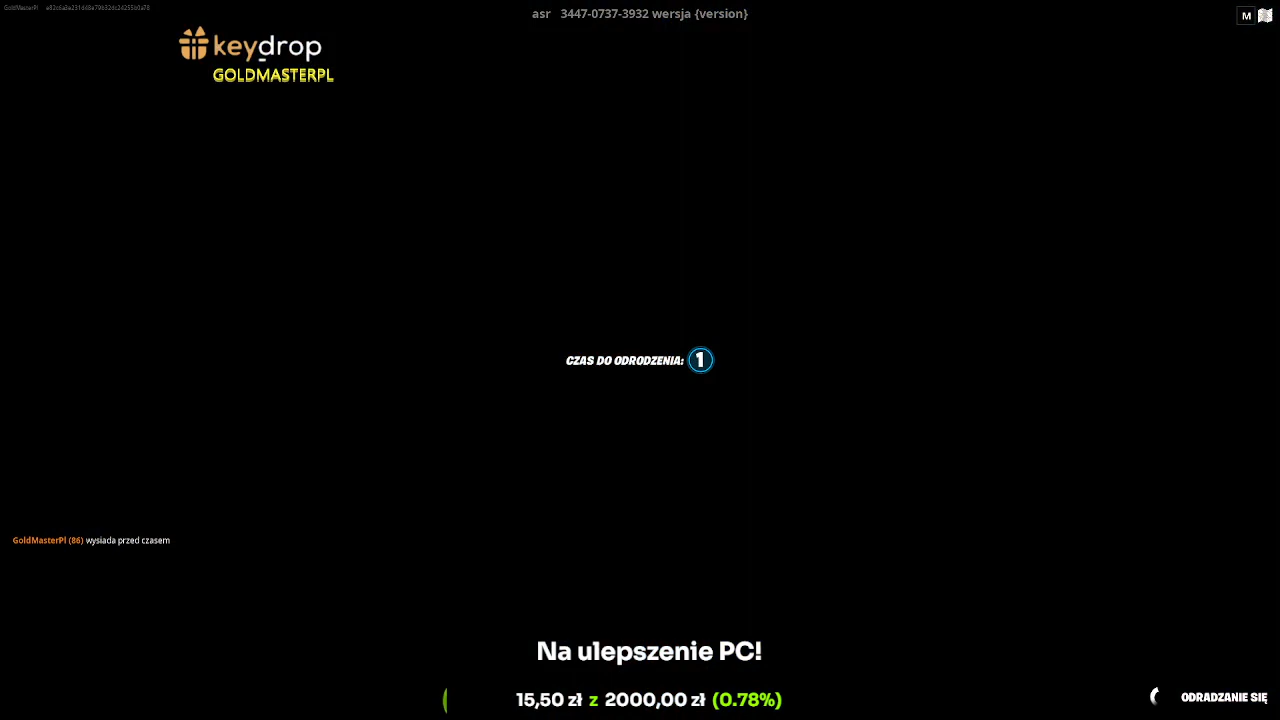 GoldMasterPl
asr 3447-0737-3932 wersja {version}
M
keydrop
GOLDMASTERPL
CZAS DO ODRODZENIA: 1
GoldMasterPl (86) wysiada przed czasem
Na ulepszenie PC!
15,50 zł z 2000,00 zł (0.78%)
ODRADZANIE SIĘ